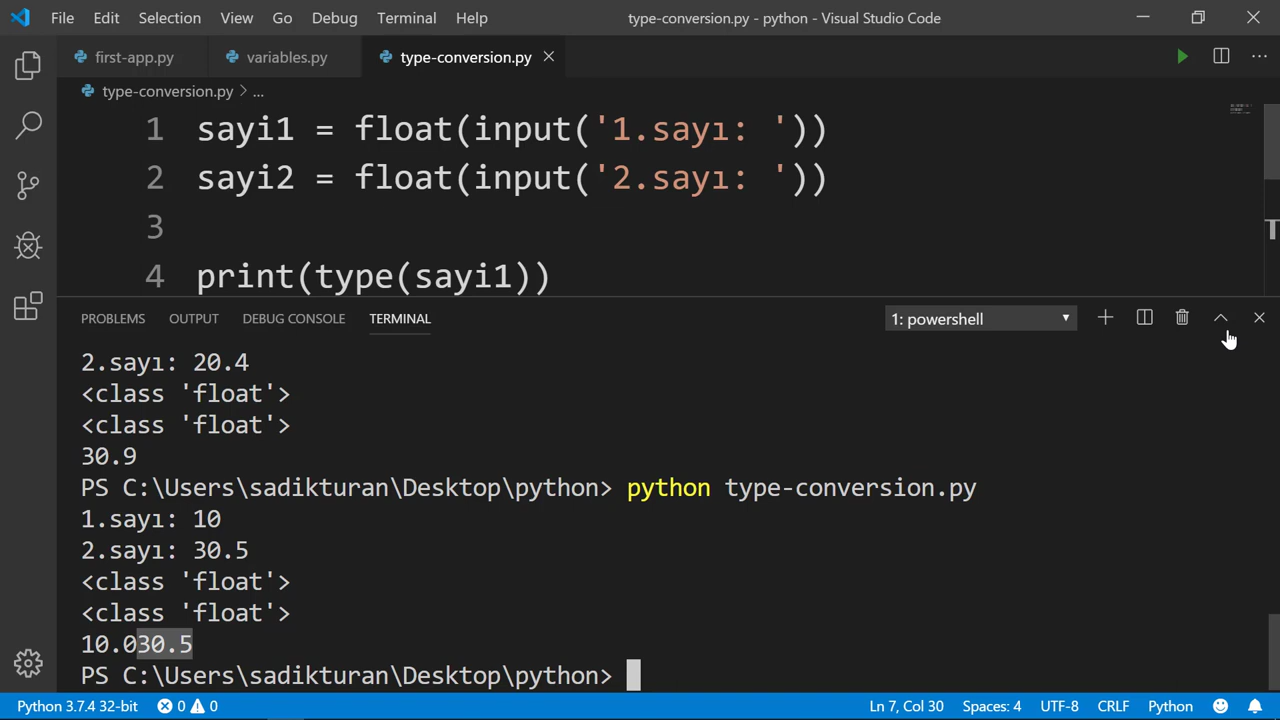 File Edit Selection View Go Debug Terminal Help type-conversion.py - python - Visual Studio Code
first-app.py variables.py type-conversion.py
type-conversion.py > ...
1 sayi1 = float(input('1.sayı: '))
2 sayi2 = float(input('2.sayı: '))
3
4 print(type(sayi1))
PROBLEMS OUTPUT DEBUG CONSOLE TERMINAL 1: powershell
2.sayı: 20.4
<class 'float'>
<class 'float'>
30.9
PS C:\Users\sadikturan\Desktop\python> python type-conversion.py
1.sayı: 10
2.sayı: 30.5
<class 'float'>
<class 'float'>
10.030.5
PS C:\Users\sadikturan\Desktop\python>
Python 3.7.4 32-bit 0 0 Ln 7, Col 30 Spaces: 4 UTF-8 CRLF Python